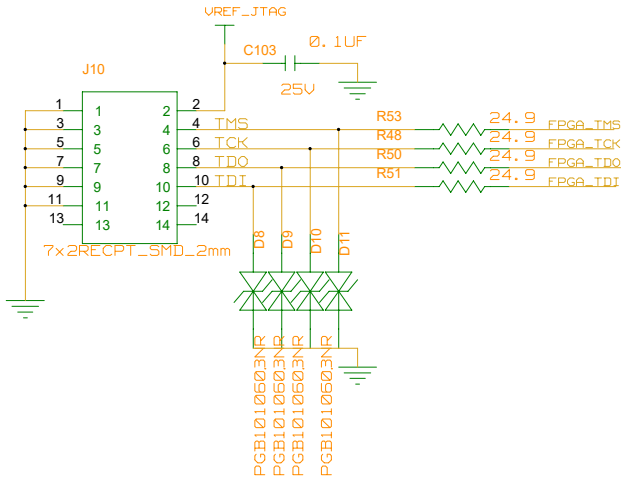 VREF_JTAG
C103 0.1UF
25V
J10
1 1 2 2
3 3 4 4 TMS R53 24.9 FPGA_TMS
5 5 6 6 TCK R48 24.9 FPGA_TCK
7 7 8 8 TDO R50 24.9 FPGA_TDO
9 9 10 10 TDI R51 24.9 FPGA_TDI
11 11 12 12
13 13 14 14
7x2RECPT_SMD_2mm
D8 D9 D10 D11
PGB1010603NR
PGB1010603NR
PGB1010603NR
PGB1010603NR